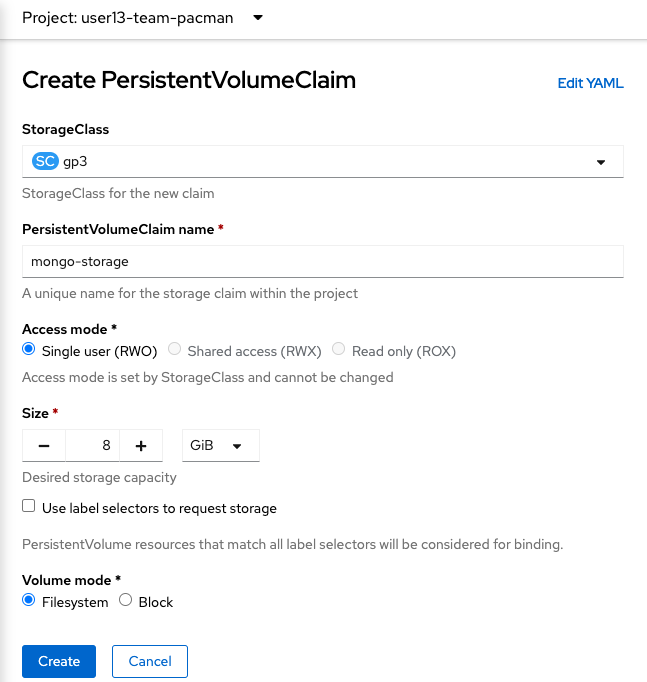 Project: user13-team-pacman
Create PersistentVolumeClaim
Edit YAML
StorageClass
SC gp3
StorageClass for the new claim
PersistentVolumeClaim name *
mongo-storage
A unique name for the storage claim within the project
Access mode *
Single user (RWO) Shared access (RWX) Read only (ROX)
Access mode is set by StorageClass and cannot be changed
Size *
− 8 + GiB
Desired storage capacity
Use label selectors to request storage
PersistentVolume resources that match all label selectors will be considered for binding.
Volume mode *
Filesystem Block
Create Cancel